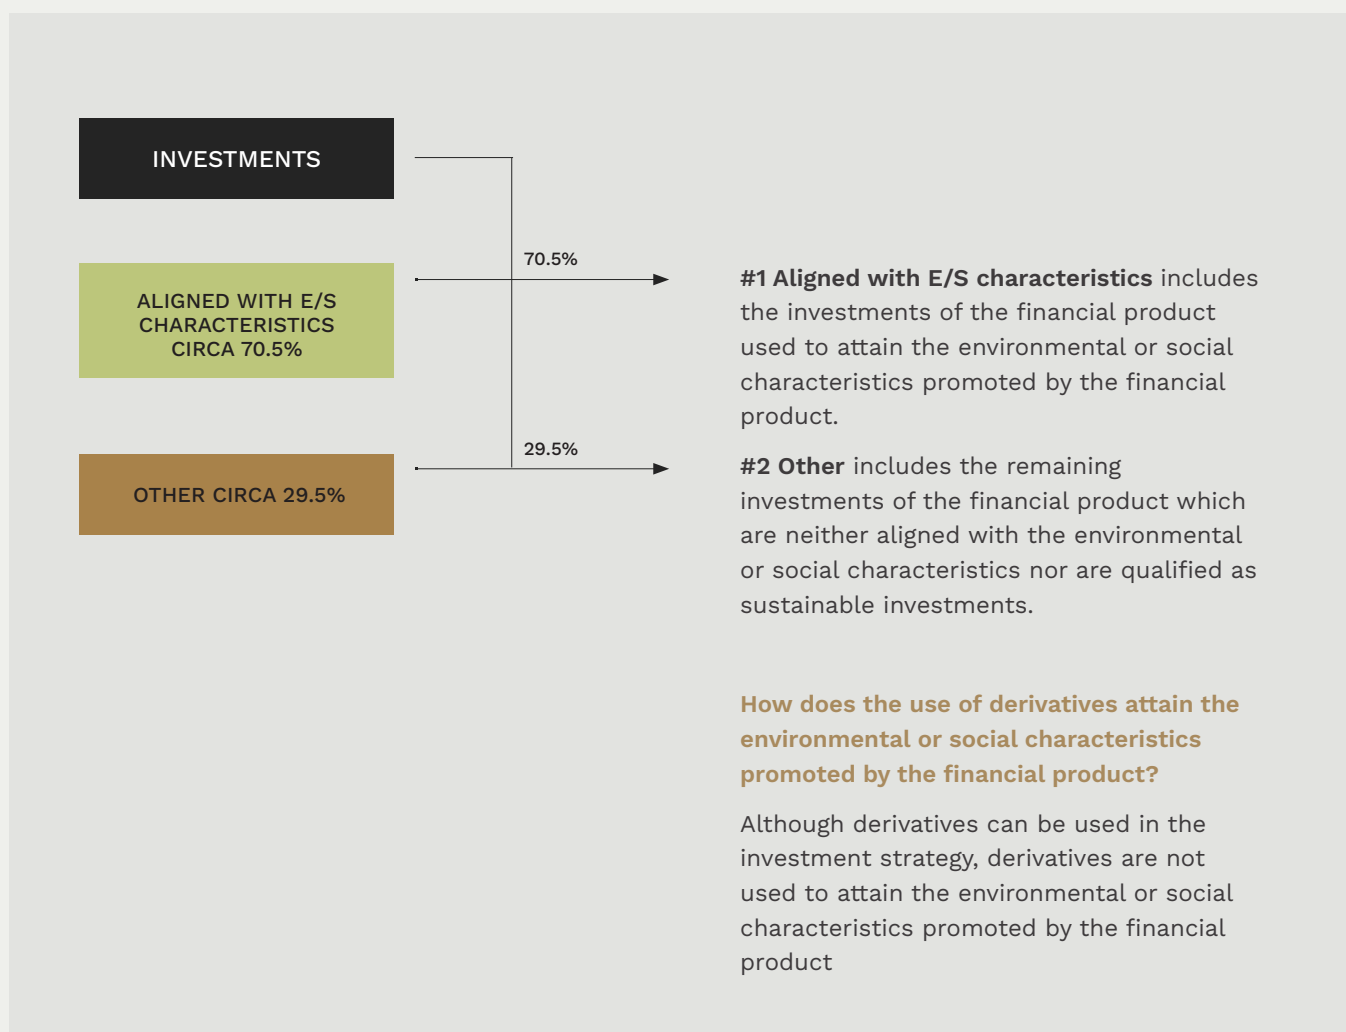 INVESTMENTS
ALIGNED WITH E/S
CHARACTERISTICS
CIRCA 70.5%
OTHER CIRCA 29.5%
70.5%
29.5%
#1 Aligned with E/S characteristics includes
the investments of the financial product
used to attain the environmental or social
characteristics promoted by the financial
product.
#2 Other includes the remaining
investments of the financial product which
are neither aligned with the environmental
or social characteristics nor are qualified as
sustainable investments.
How does the use of derivatives attain the
environmental or social characteristics
promoted by the financial product?
Although derivatives can be used in the
investment strategy, derivatives are not
used to attain the environmental or social
characteristics promoted by the financial
product